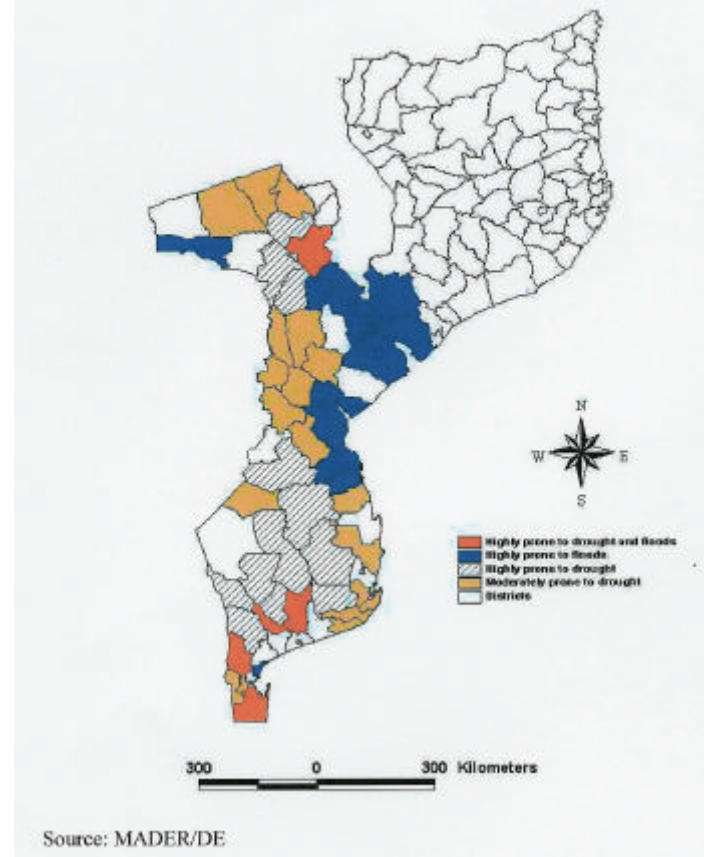 N
W E
S
Highly prone to drought and floods
Highly prone to floods
Highly prone to drought
Moderately prone to drought
Districts
300 0 300 Kilometers
Source: MADER/DE